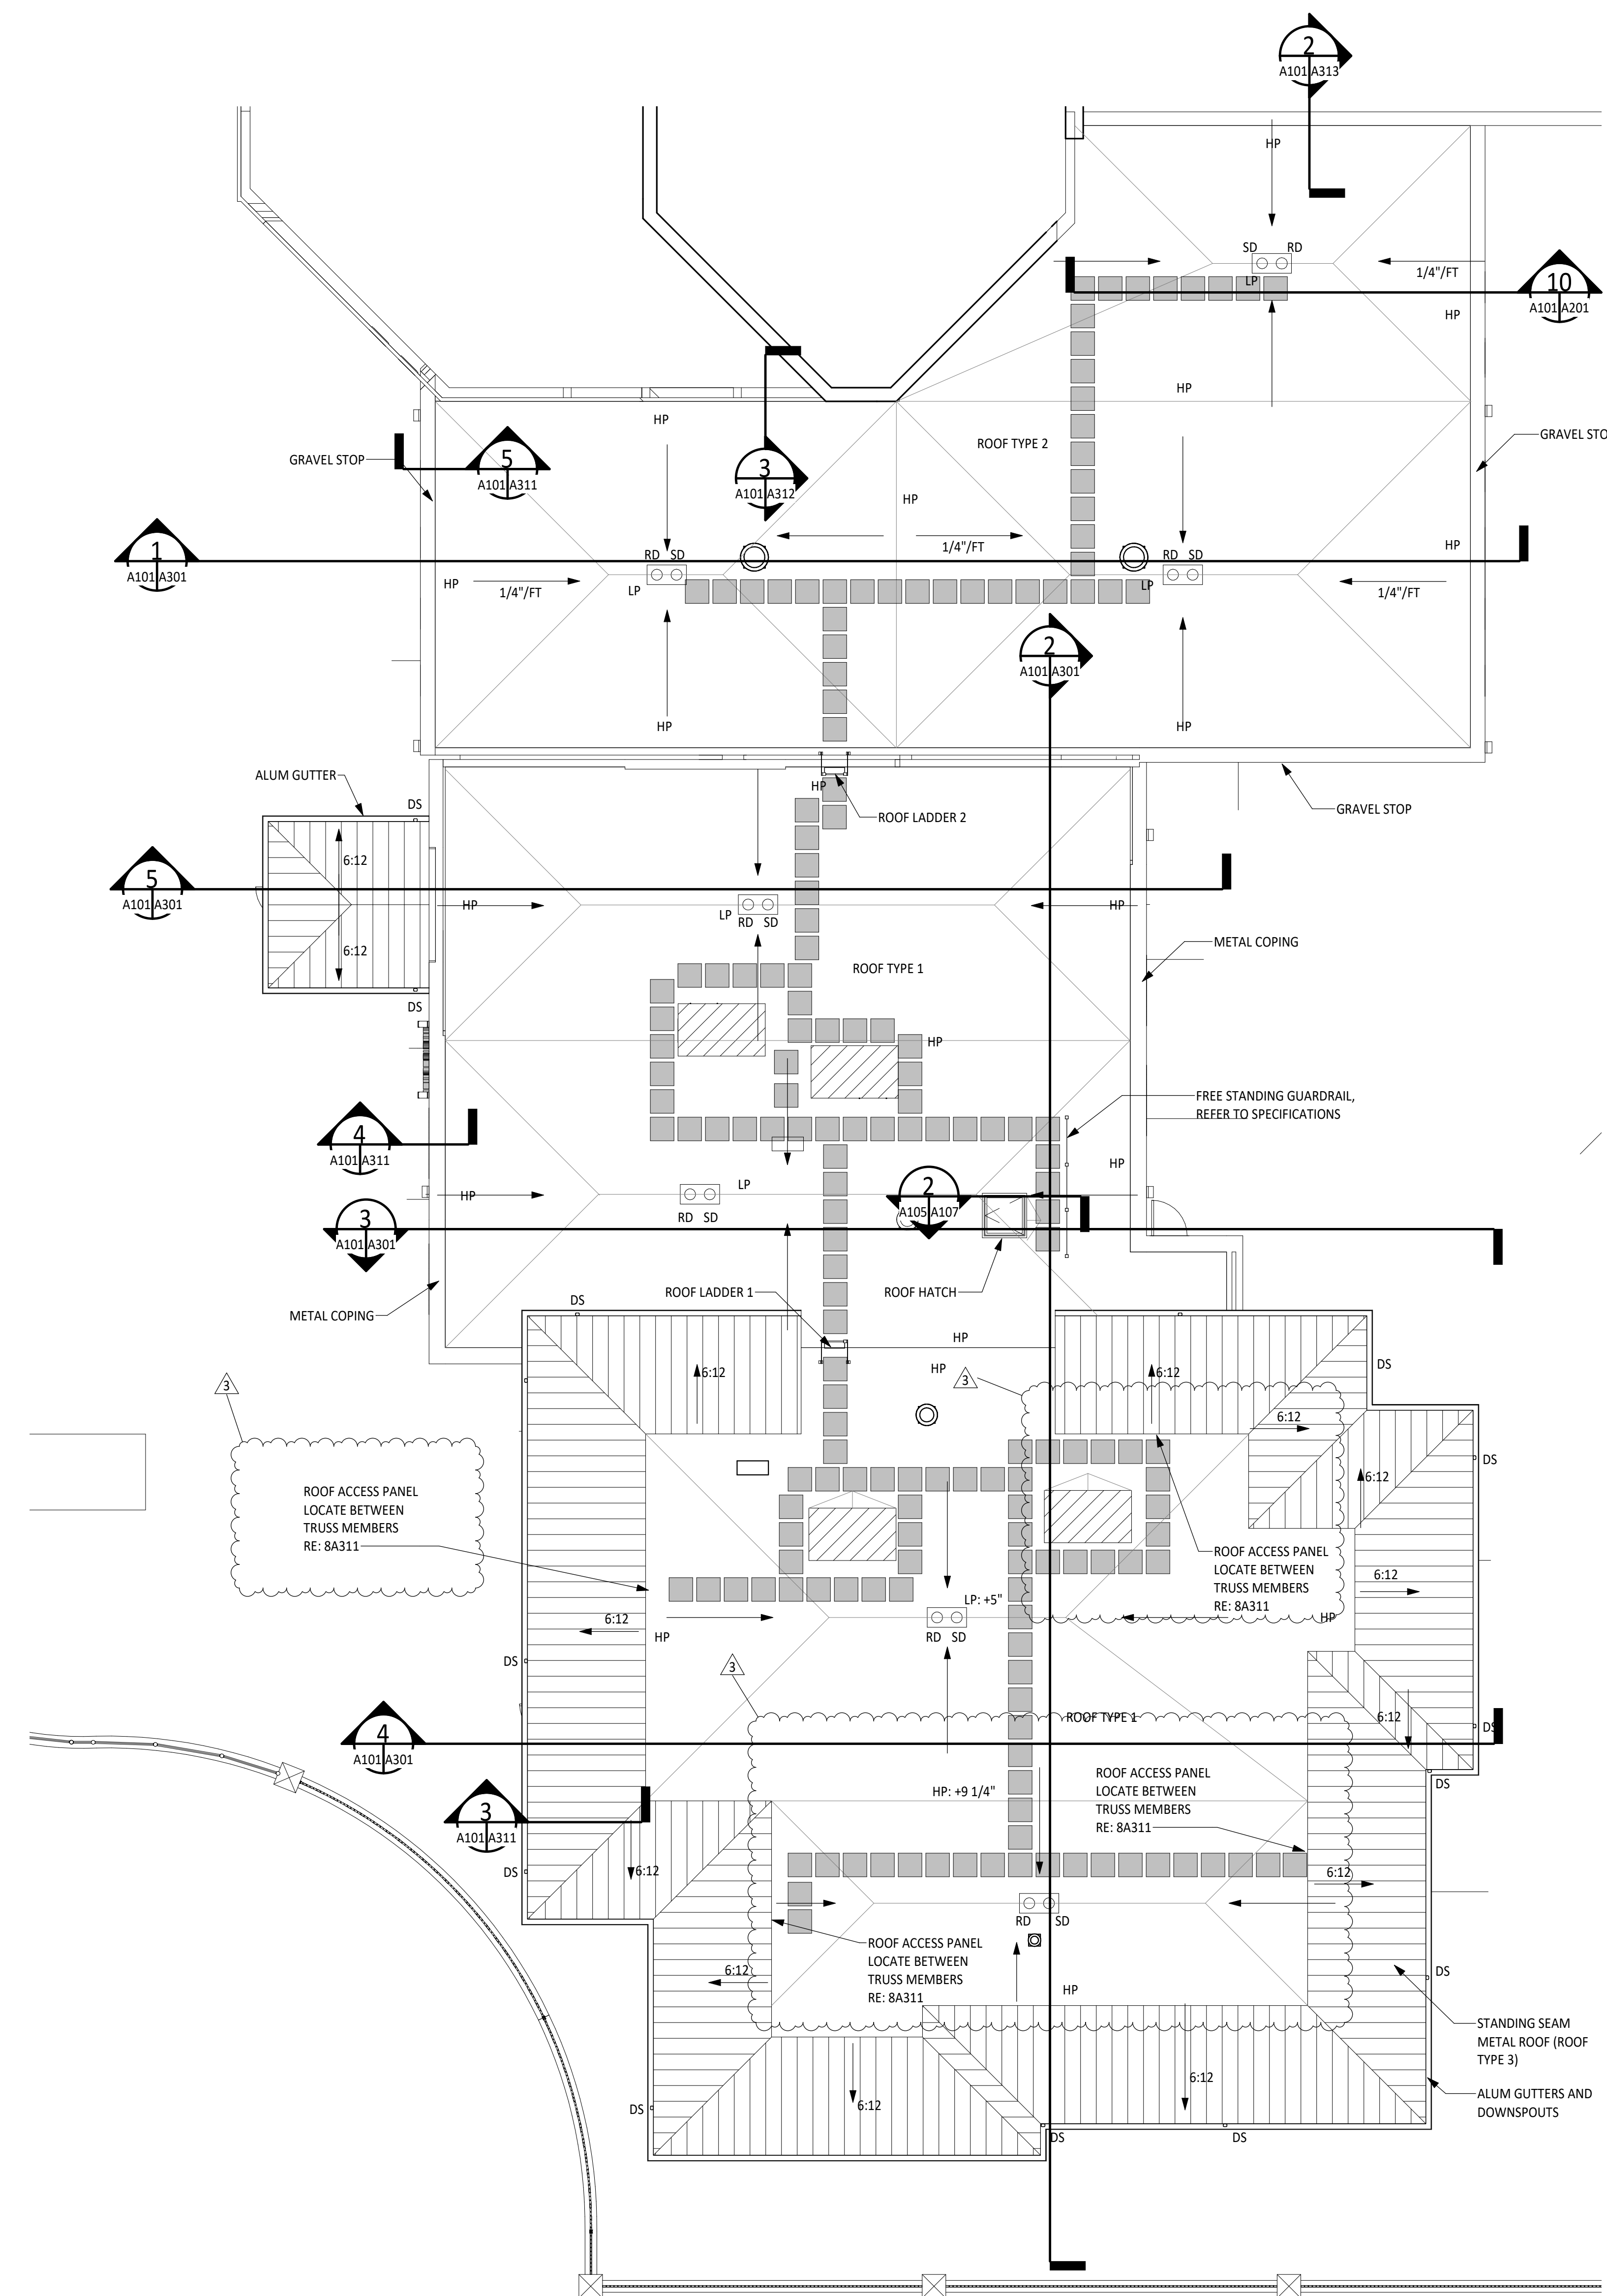 2
A101 A313
HP
SD RD
LP
1/4"/FT
10
A101 A201
HP
HP
HP
ROOF TYPE 2
GRAVEL STOP
5
A101 A311
3
A101 A312
HP
1
A101 A301
RD SD
1/4"/FT
RD SD
HP
HP
1/4"/FT
LP
LP
1/4"/FT
2
A101 A301
HP
HP
ALUM GUTTER
DS
HP
ROOF LADDER 2
GRAVEL STOP
6:12
5
A101 A301
HP
LP
RD SD
HP
6:12
METAL COPING
ROOF TYPE 1
DS
HP
FREE STANDING GUARDRAIL,
REFER TO SPECIFICATIONS
4
A101 A311
HP
HP
LP
RD SD
2
A105 A107
3
A101 A301
ROOF LADDER 1
ROOF HATCH
DS
METAL COPING
HP
HP
DS
3
3
6:12
6:12
6:12
DS
6:12
ROOF ACCESS PANEL
LOCATE BETWEEN
TRUSS MEMBERS
RE: 8A311
ROOF ACCESS PANEL
LOCATE BETWEEN
TRUSS MEMBERS
RE: 8A311
6:12
LP: +5"
6:12
HP
RD SD
HP
DS
3
ROOF TYPE 1
6:12
DS
4
A101 A301
ROOF ACCESS PANEL
LOCATE BETWEEN
TRUSS MEMBERS
RE: 8A311
DS
HP: +9 1/4"
3
A101 A311
DS
6:12
6:12
RD SD
ROOF ACCESS PANEL
LOCATE BETWEEN
TRUSS MEMBERS
RE: 8A311
6:12
DS
HP
STANDING SEAM
METAL ROOF (ROOF
TYPE 3)
6:12
6:12
ALUM GUTTERS AND
DOWNSPOUTS
DS
DS
DS